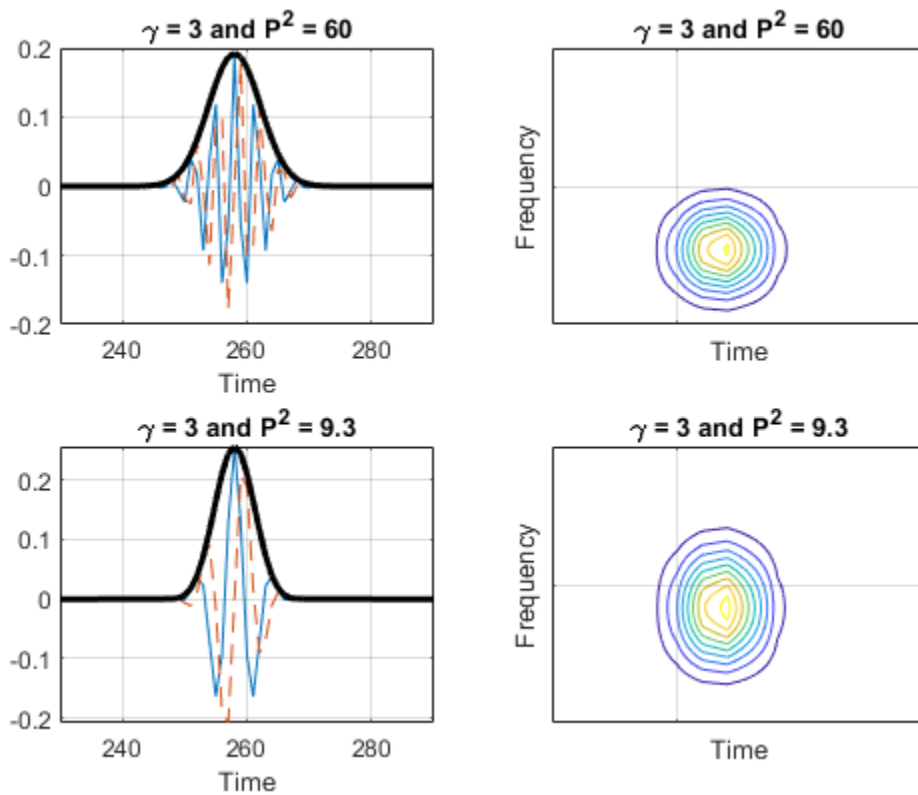 γ = 3 and P² = 60
0.2
0.1
0
-0.1
-0.2
240
260
280
Time
γ = 3 and P² = 60
Frequency
Time
γ = 3 and P² = 9.3
0.2
0.1
0
-0.1
-0.2
240
260
280
Time
γ = 3 and P² = 9.3
Frequency
Time